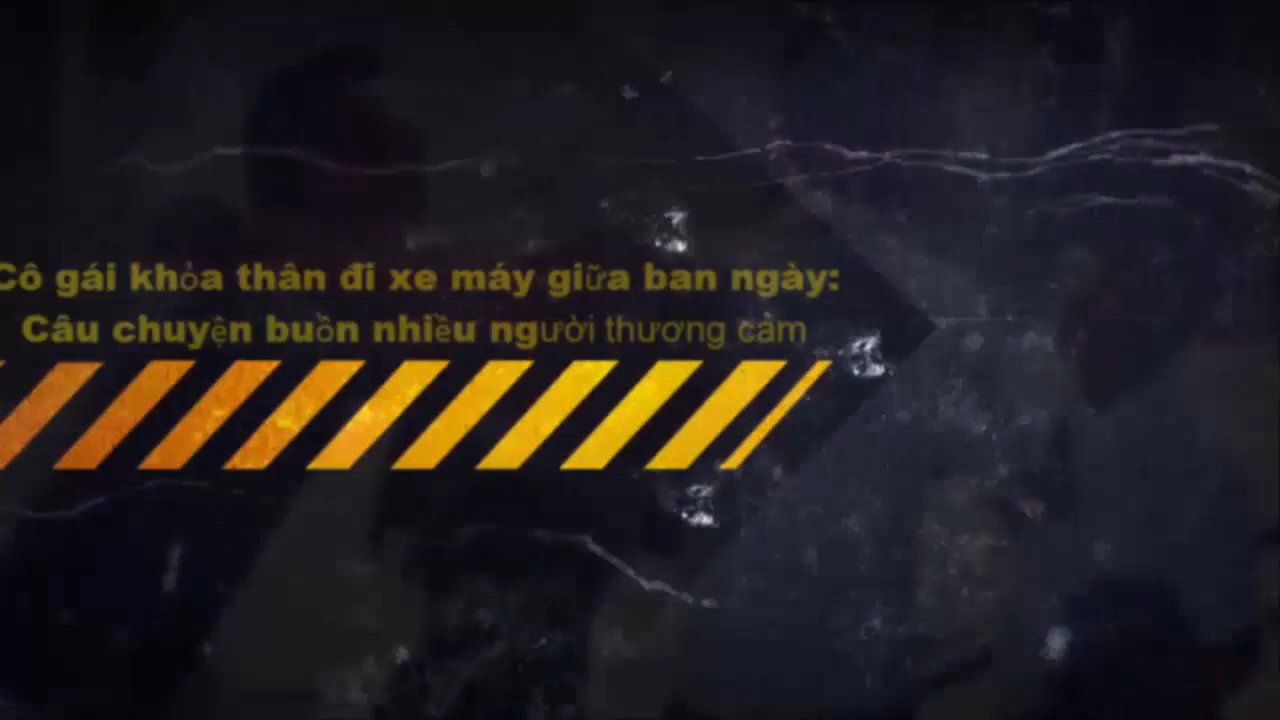 Cô gái khỏa thân đi xe máy giữa ban ngày:
Câu chuyện buồn nhiều người thương cảm